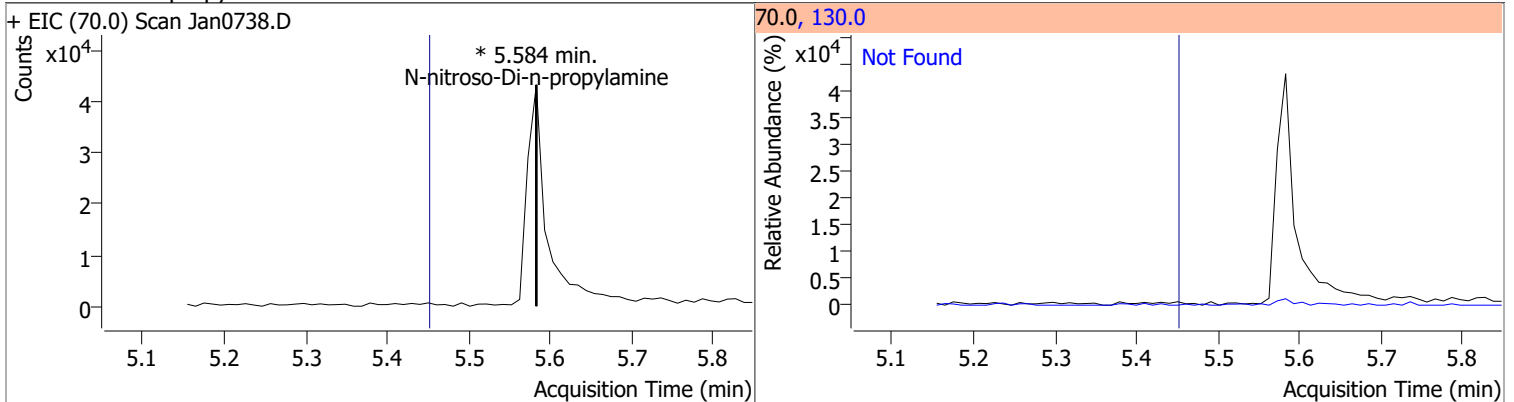 + EIC (70.0) Scan Jan0738.D
Counts
x10⁴
* 5.584 min.
N-nitroso-Di-n-propylamine
4
3
2
1
0
5.1 5.2 5.3 5.4 5.5 5.6 5.7 5.8
Acquisition Time (min)
70.0, 130.0
Relative Abundance (%)
x10⁴
Not Found
4
3.5
3
2.5
2
1.5
1
0.5
0
5.1 5.2 5.3 5.4 5.5 5.6 5.7 5.8
Acquisition Time (min)